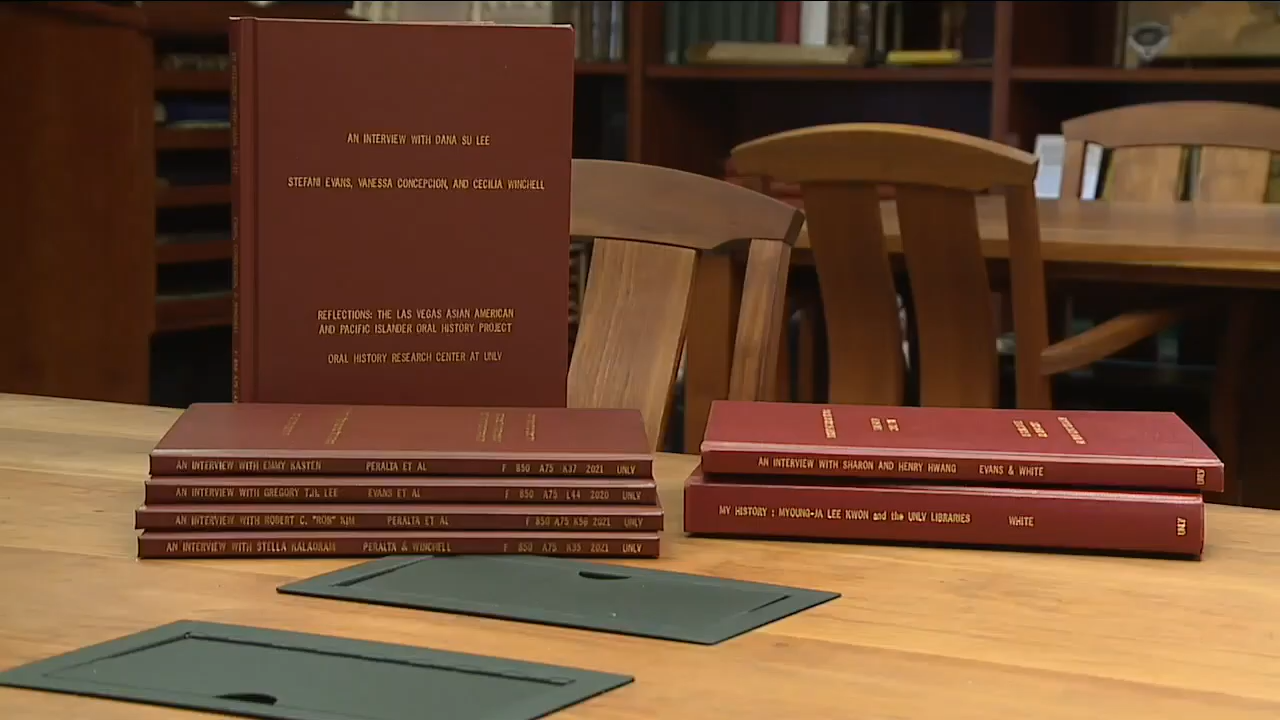 AN INTERVIEW WITH DANA SU LEE
STEFANI EVANS, VANESSA CONCEPCION, AND CECILIA WINCHELL
REFLECTIONS: THE LAS VEGAS ASIAN AMERICAN
AND PACIFIC ISLANDER ORAL HISTORY PROJECT
ORAL HISTORY RESEARCH CENTER AT UNLV
AN INTERVIEW WITH EMMY KASTEN PERALTA ET AL F 850 A75 K37 2021 UNLV
AN INTERVIEW WITH GREGORY T.H. LEE EVANS ET AL F 850 A75 L44 2020 UNLV
AN INTERVIEW WITH ROBERT C. "ROB" KIM PERALTA ET AL F 850 A75 K56 2021 UNLV
AN INTERVIEW WITH STELLA KALAORAM PERALTA & WINCHELL F 850 A75 K35 2021 UNLV
AN INTERVIEW WITH SHARON AND HENRY HWANG EVANS & WHITE UNLV
MY HISTORY : MYOUNG-JA LEE KWON and the UNLV LIBRARIES WHITE UNLV